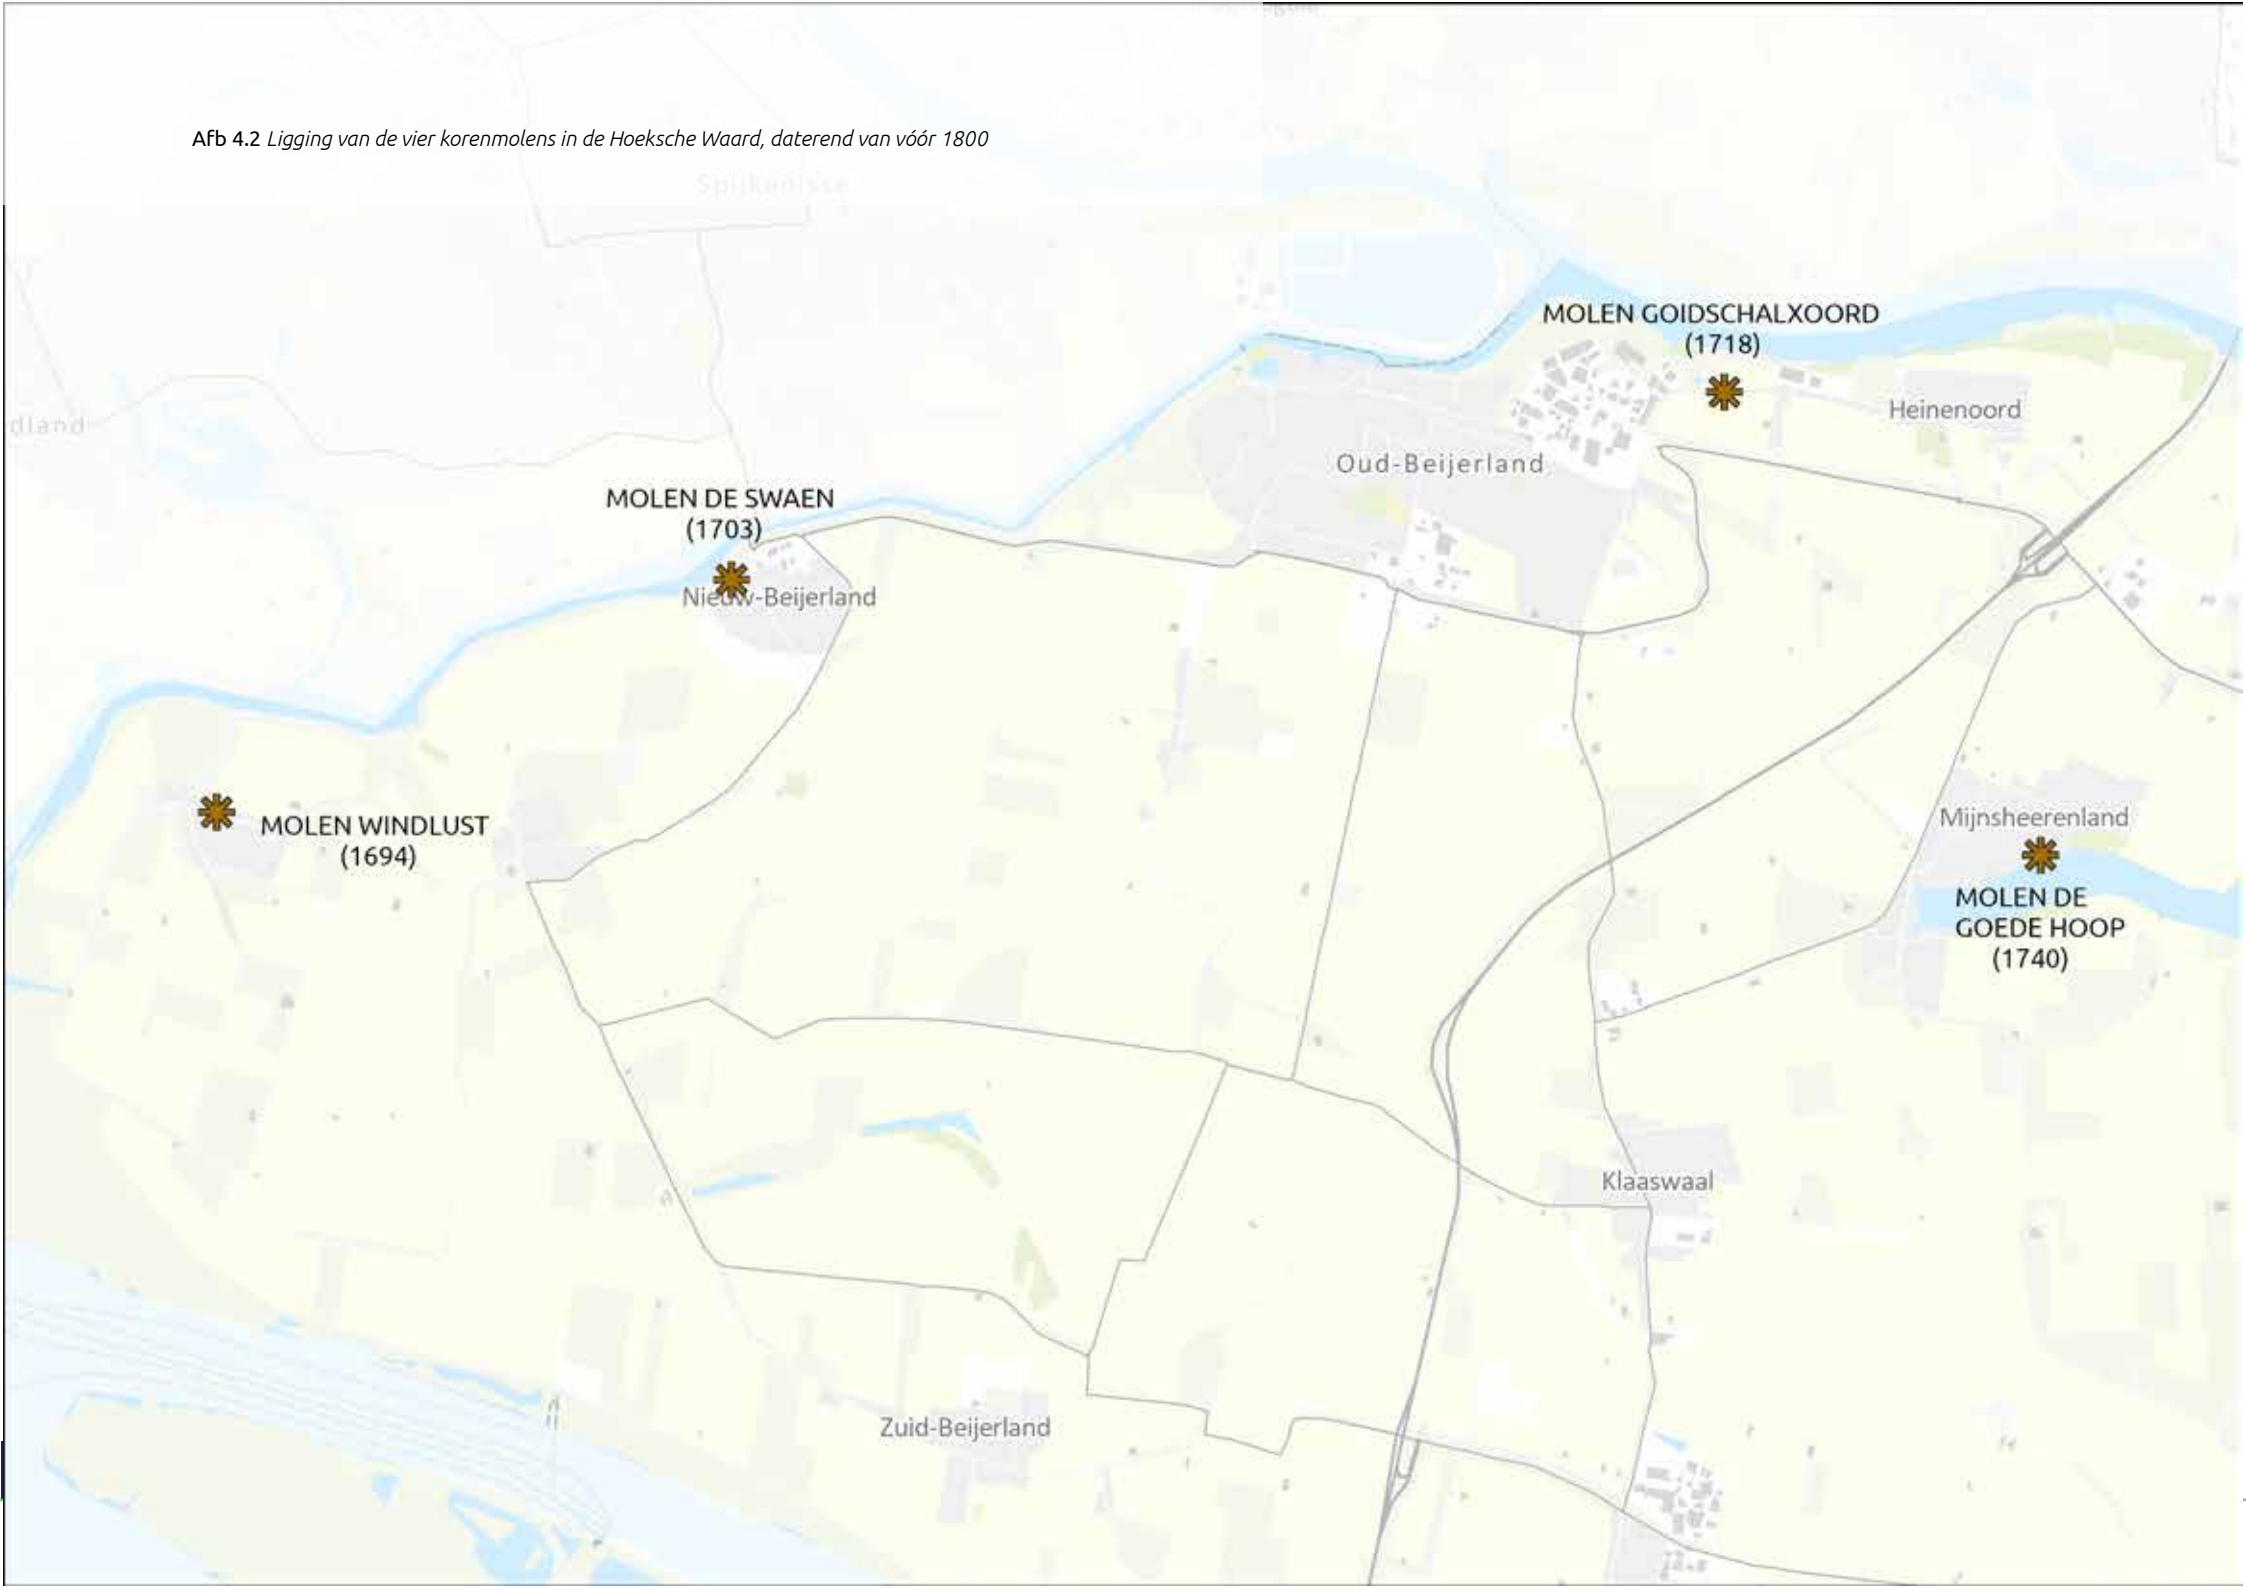 Afb 4.2 Ligging van de vier korenmolens in de Hoeksche Waard, daterend van vóór 1800
Spijkenisse
MOLEN GOIDSCHALXOORD
(1718)
Heinenoord
dland
Oud-Beijerland
MOLEN DE SWAEN
(1703)
Nieuw-Beijerland
MOLEN WINDLUST
(1694)
Mijnsheerenland
MOLEN DE
GOEDE HOOP
(1740)
Klaaswaal
Zuid-Beijerland